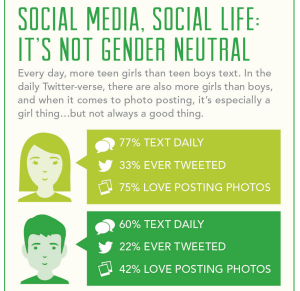 SOCIAL MEDIA, SOCIAL LIFE:
IT'S NOT GENDER NEUTRAL
Every day, more teen girls than teen boys text. In the
daily Twitter-verse, there are also more girls than boys,
and when it comes to photo posting, it's especially a
girl thing...but not always a good thing.
77% TEXT DAILY
33% EVER TWEETED
75% LOVE POSTING PHOTOS
60% TEXT DAILY
22% EVER TWEETED
42% LOVE POSTING PHOTOS